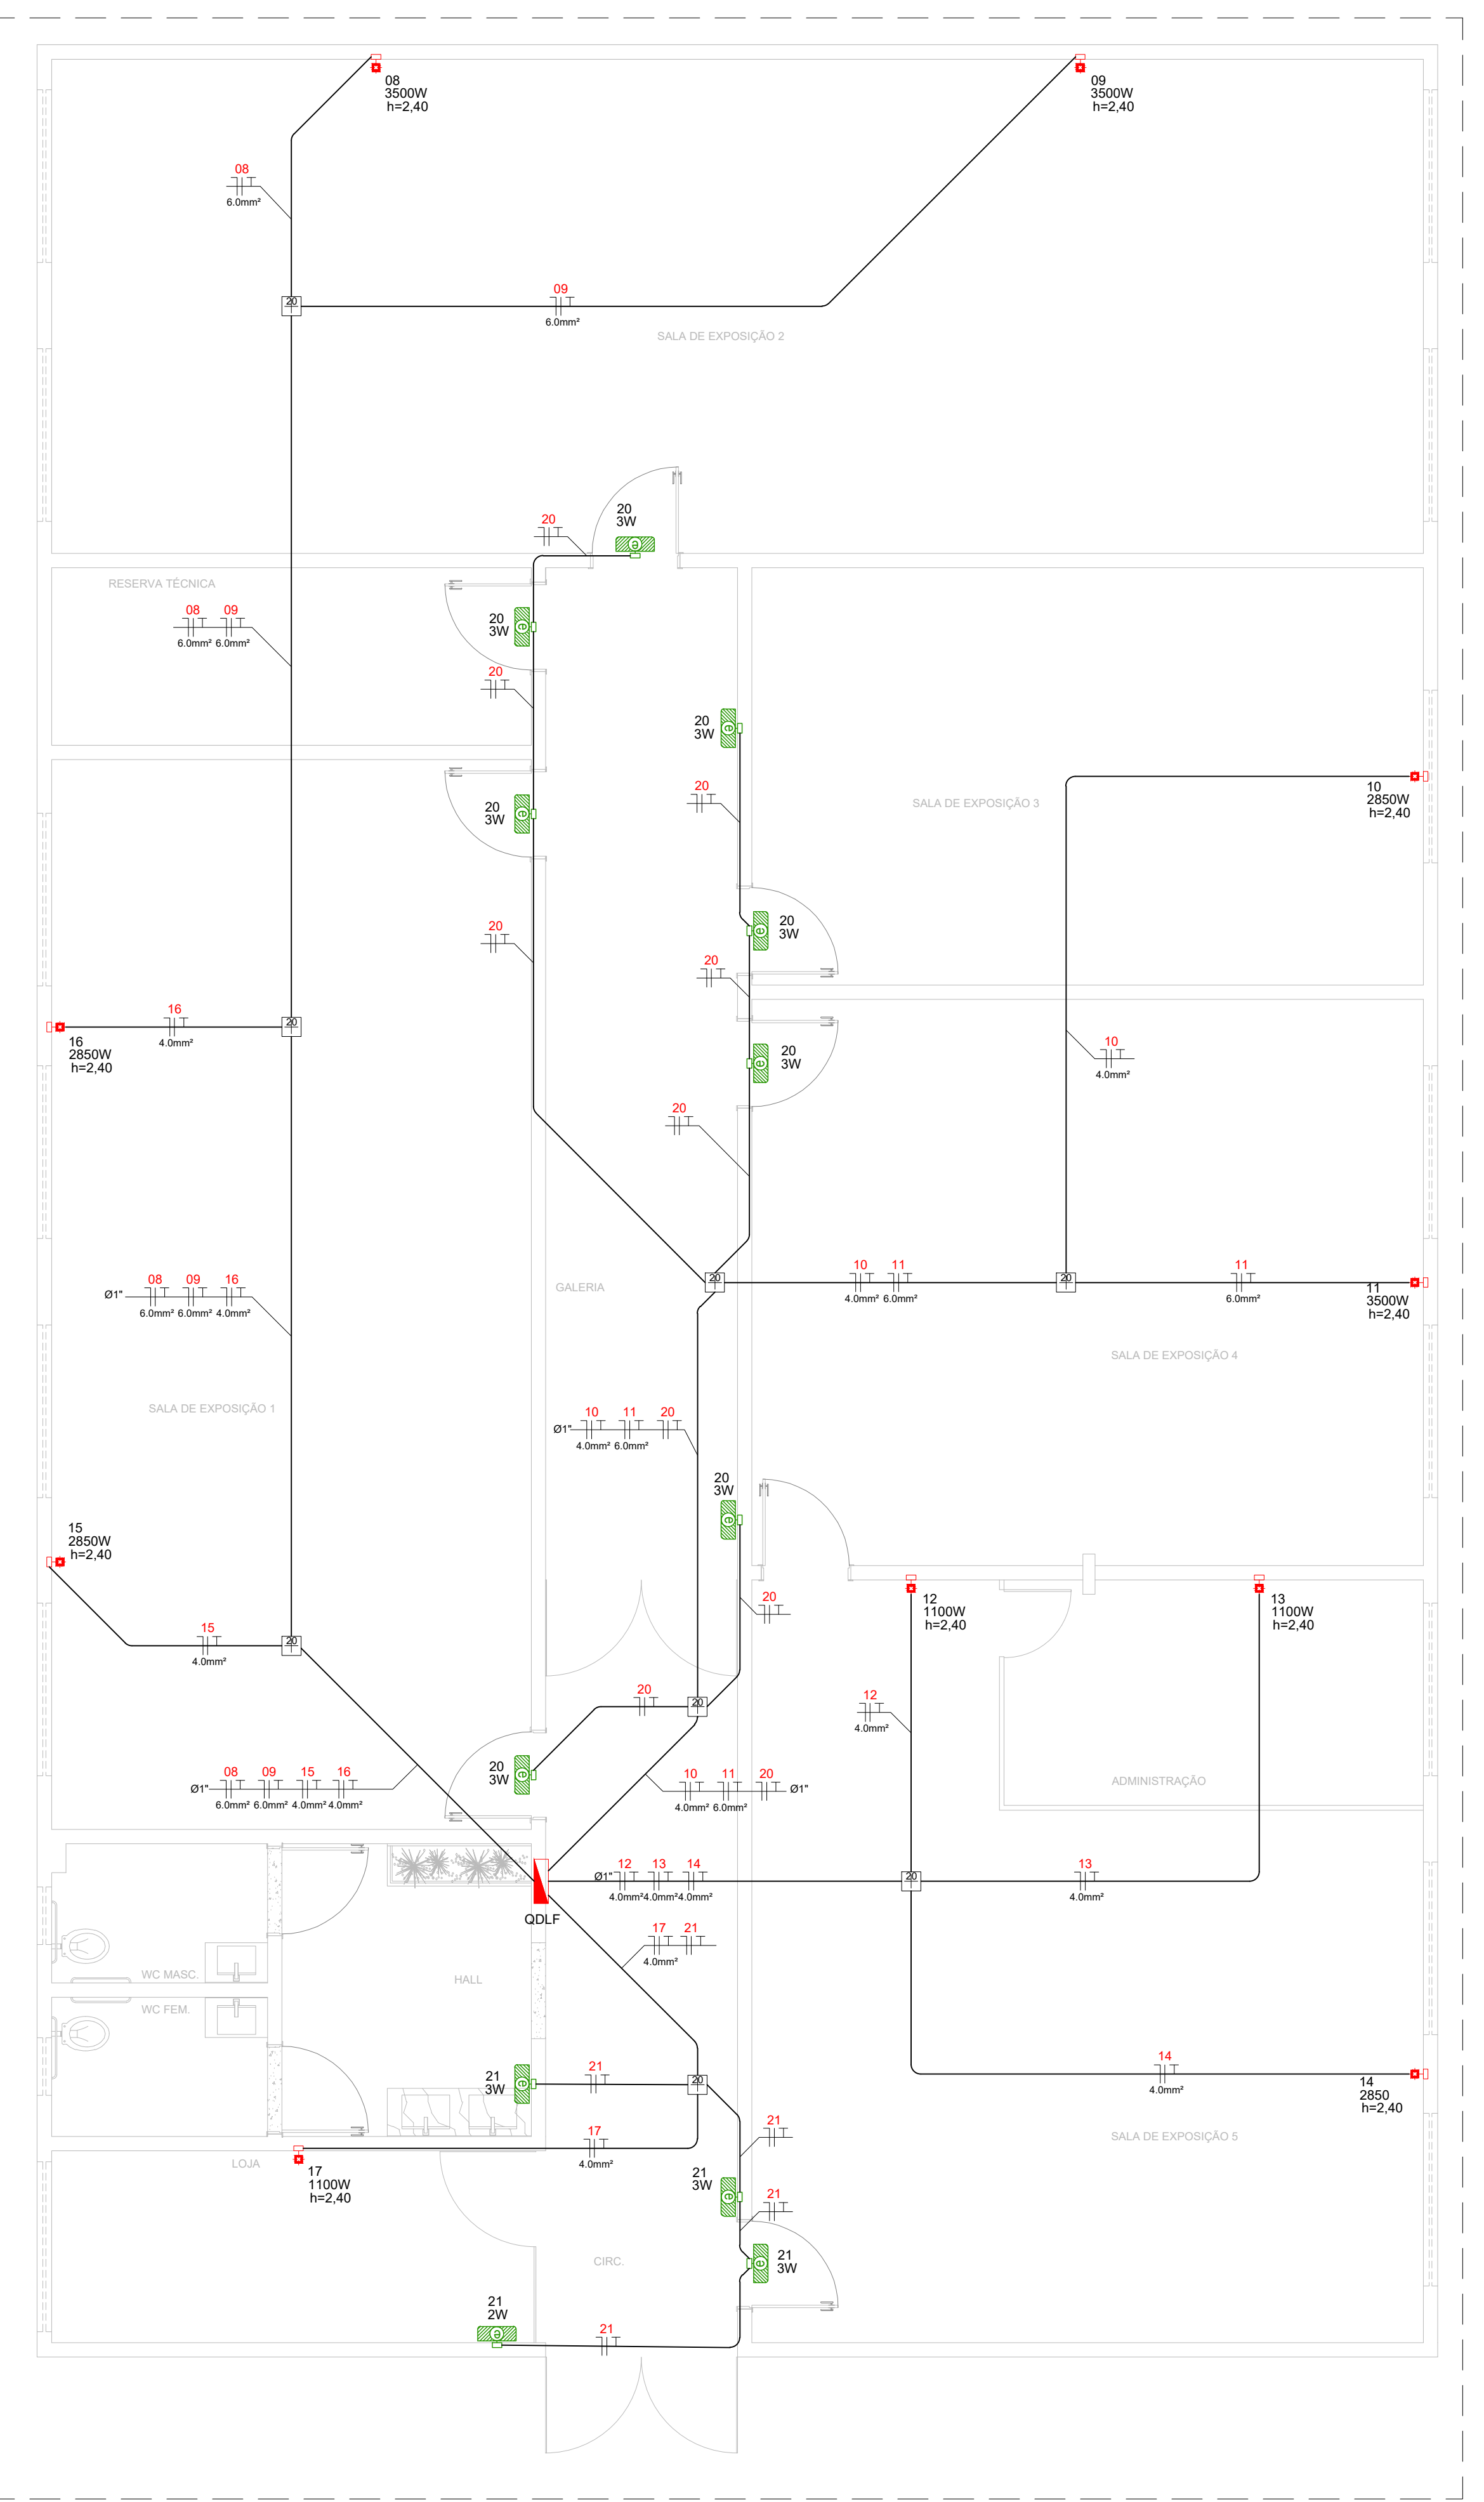 08
3500W
h=2,40
09
3500W
h=2,40
08
6.0mm²
20
09
6.0mm²
SALA DE EXPOSIÇÃO 2
20
3W
20
RESERVA TÉCNICA
08 09
6.0mm² 6.0mm²
20
3W
20
20
3W
20
10
2850W
h=2,40
SALA DE EXPOSIÇÃO 3
20
3W
20
20
3W
20
16
4.0mm²
20
16
2850W
h=2,40
20
3W
10
4.0mm²
20
08 09 16
Ø1"
6.0mm² 6.0mm² 4.0mm²
GALERIA
20
10 11
4.0mm² 6.0mm²
20
11
6.0mm²
11
3500W
h=2,40
SALA DE EXPOSIÇÃO 4
SALA DE EXPOSIÇÃO 1
10 11 20
Ø1"
4.0mm² 6.0mm²
20
3W
15
2850W
h=2,40
20
12
1100W
h=2,40
13
1100W
h=2,40
15
4.0mm²
20
20
20
12
4.0mm²
20
3W
08 09 15 16
Ø1"
6.0mm² 6.0mm² 4.0mm² 4.0mm²
10 11 20
Ø1"
4.0mm² 6.0mm²
ADMINISTRAÇÃO
12 13 14
Ø1"
4.0mm² 4.0mm² 4.0mm²
20
13
4.0mm²
QDLF
17 21
4.0mm²
WC MASC.
HALL
WC FEM.
21
3W
21
20
14
4.0mm²
14
2850
h=2,40
21
17
4.0mm²
SALA DE EXPOSIÇÃO 5
LOJA
17
1100W
h=2,40
21
3W
21
21
3W
CIRC.
21
2W
21